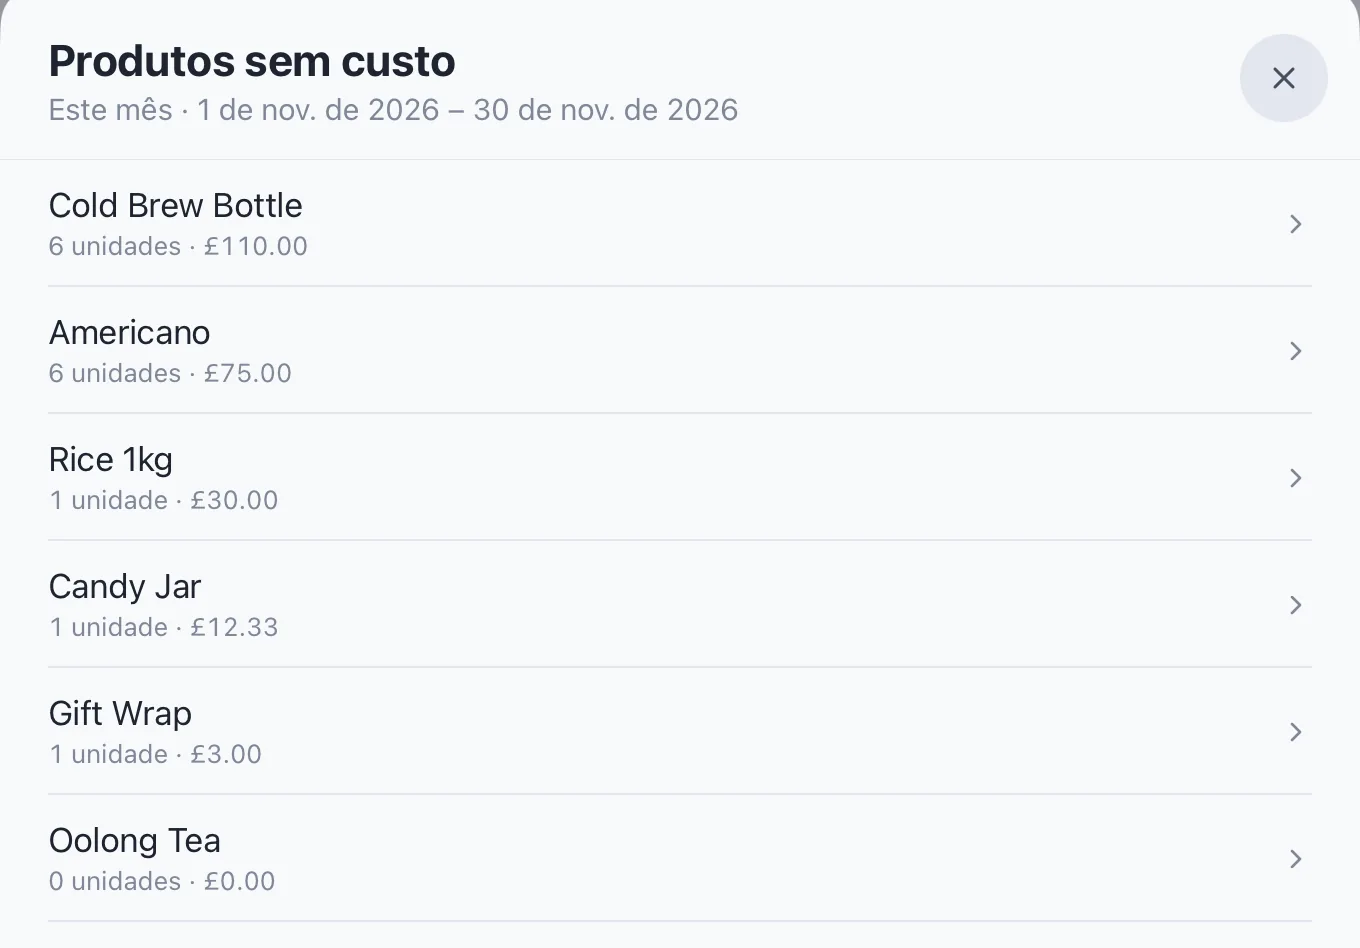 Produtos sem custo
Este mês · 1 de nov. de 2026 – 30 de nov. de 2026
Cold Brew Bottle
6 unidades · £110.00
Americano
6 unidades · £75.00
Rice 1kg
1 unidade · £30.00
Candy Jar
1 unidade · £12.33
Gift Wrap
1 unidade · £3.00
Oolong Tea
0 unidades · £0.00